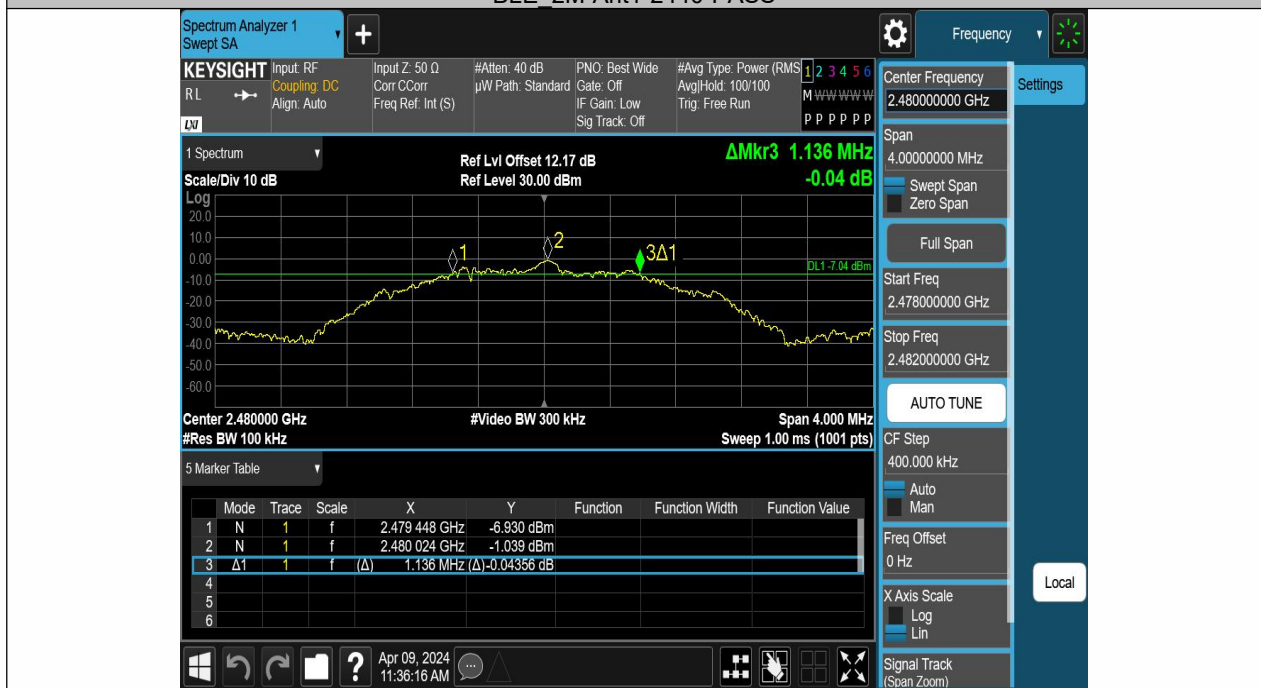 Spectrum Analyzer 1
Swept SA
Frequency
KEYSIGHT
RL
LXI
Input: RF
Coupling: DC
Align: Auto
Input Z: 50 Ω
Corr CCorr
Freq Ref: Int (S)
#Atten: 40 dB
µW Path: Standard
PNO: Best Wide
Gate: Off
IF Gain: Low
Sig Track: Off
#Avg Type: Power (RMS
Avg|Hold: 100/100
Trig: Free Run
1 2 3 4 5 6
M W W W W W
P P P P P P
1 Spectrum
Scale/Div 10 dB
Ref Lvl Offset 12.17 dB
Ref Level 30.00 dBm
ΔMkr3 1.136 MHz
-0.04 dB
Log
20.0
10.0
0.00
-10.0
-20.0
-30.0
-40.0
-50.0
-60.0
1
2
3Δ1
DL1 -7.04 dBm
Center 2.480000 GHz
#Video BW 300 kHz
Span 4.000 MHz
#Res BW 100 kHz
Sweep 1.00 ms (1001 pts)
5 Marker Table
Mode Trace Scale X Y Function Function Width Function Value
1 N 1 f 2.479 448 GHz -6.930 dBm
2 N 1 f 2.480 024 GHz -1.039 dBm
3 Δ1 1 f (Δ) 1.136 MHz (Δ) -0.04356 dB
4
5
6
Apr 09, 2024
11:36:16 AM
Center Frequency
2.480000000 GHz
Settings
Span
4.00000000 MHz
Swept Span
Zero Span
Full Span
Start Freq
2.478000000 GHz
Stop Freq
2.482000000 GHz
AUTO TUNE
CF Step
400.000 kHz
Auto
Man
Freq Offset
0 Hz
X Axis Scale
Log
Lin
Local
Signal Track
(Span Zoom)